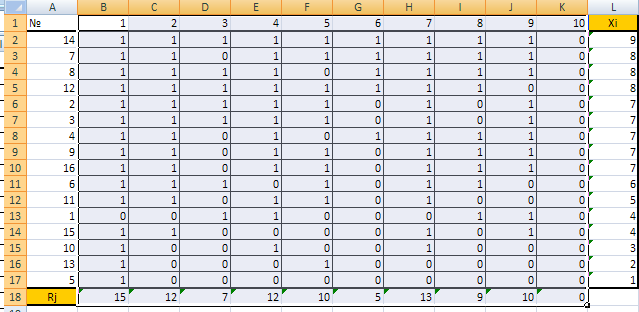 A B C D E F G H I J K L
1 № 1 2 3 4 5 6 7 8 9 10 Xi
2 14 1 1 1 1 1 1 1 1 1 0 9
3 7 1 1 0 1 1 1 1 1 1 0 8
4 8 1 1 1 1 0 1 1 1 1 0 8
5 12 1 1 1 1 1 1 1 1 0 0 8
6 2 1 1 1 1 1 0 1 0 1 0 7
7 3 1 1 1 1 1 0 1 0 1 0 7
8 4 1 1 0 1 0 1 1 1 1 0 7
9 9 1 1 0 1 1 0 1 1 1 0 7
10 16 1 1 0 1 1 0 1 1 1 0 7
11 6 1 1 1 0 1 0 1 1 0 0 6
12 11 1 1 0 1 1 0 1 0 0 0 5
13 1 0 0 1 1 0 0 0 1 1 0 4
14 15 1 1 0 0 0 0 1 0 1 0 4
15 10 1 0 0 1 0 0 1 0 0 0 3
16 13 1 0 0 0 1 0 0 0 0 0 2
17 5 1 0 0 0 0 0 0 0 0 0 1
18 Rj 15 12 7 12 10 5 13 9 10 0